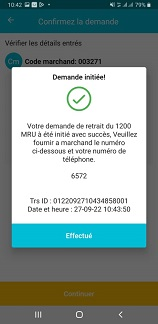 10:42
79%
Confirmez la demande
Vérifier les détails entrés
Cm Code marchand: 003271
Demande initiée!
Votre demande de retrait du 1200
MRU à été initié avec succès, Veuillez
fournir a marchand le numéro
ci-dessous et votre numéro de
téléphone.
6572
Trs ID : 0122092710434858001
Date et heure : 27-09-22 10:43:50
Effectué
Continuer